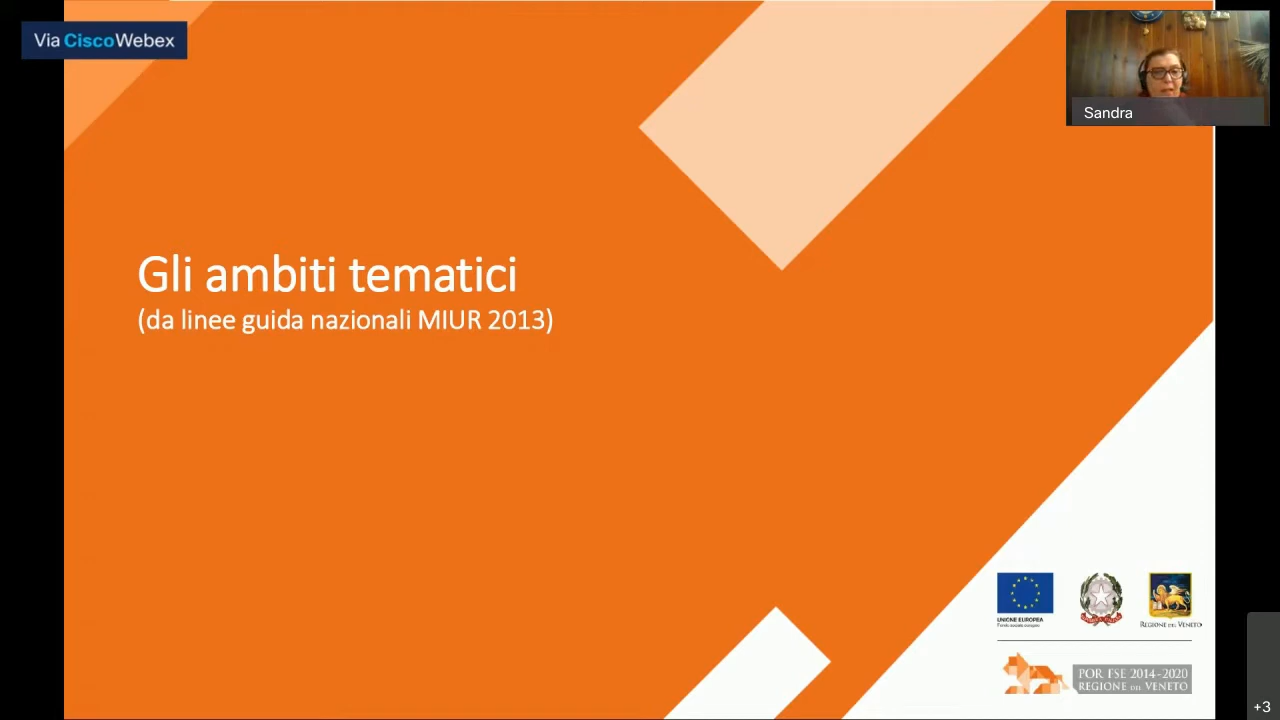 Via CiscoWebex
Sandra
Gli ambiti tematici
(da linee guida nazionali MIUR 2013)
UNIONE EUROPEA
Fondo sociale europeo
REGIONE DEL VENETO
POR FSE 2014-2020
REGIONE DEL VENETO
+3